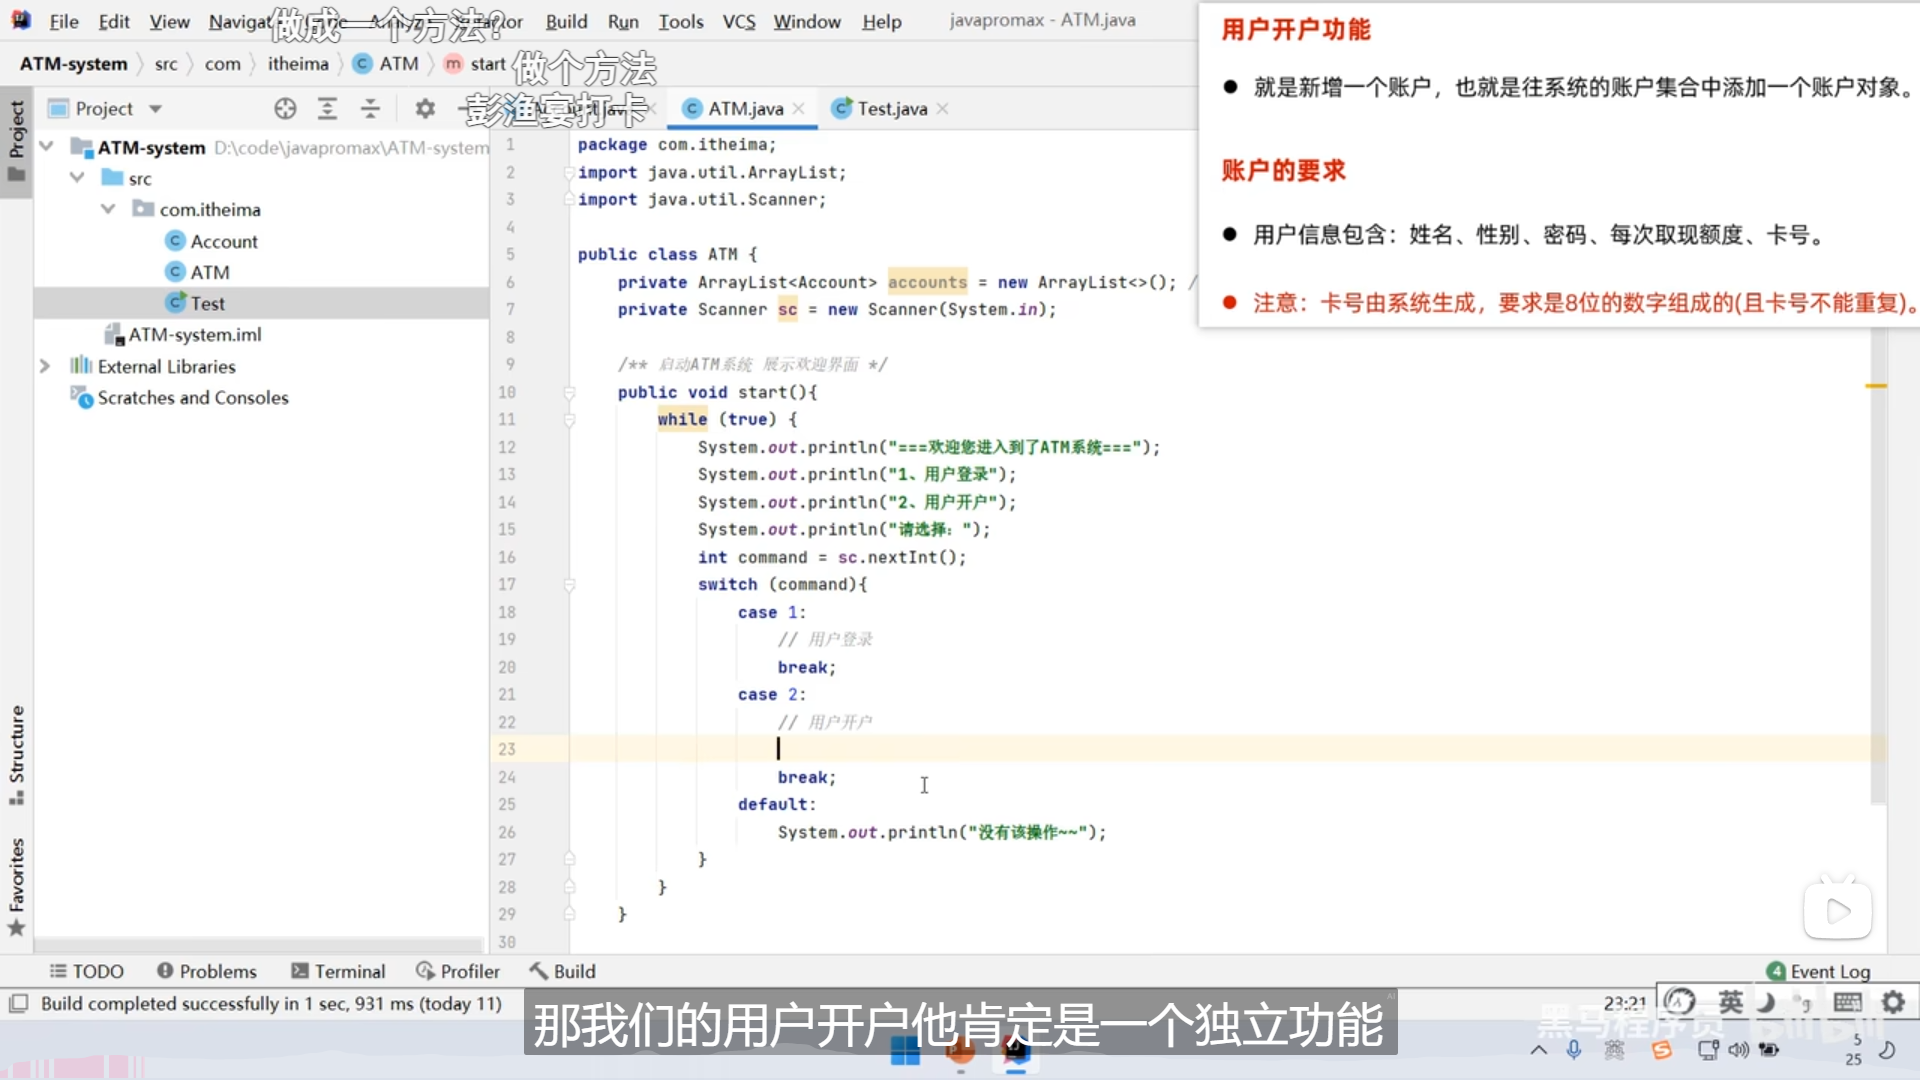 File Edit View Navigat Build Run Tools VCS Window Help javapromax - ATM.java
做成一个方法?
ATM-system src com itheima ATM start
做个方法
彭渔宴打卡
Project
ATM.java
Test.java
ATM-system D:\code\javapromax\ATM-system
src
com.itheima
Account
ATM
Test
ATM-system.iml
External Libraries
Scratches and Consoles
Project
Structure
Favorites
1 package com.itheima;
2 import java.util.ArrayList;
3 import java.util.Scanner;
4
5 public class ATM {
6 private ArrayList<Account> accounts = new ArrayList<>(); /
7 private Scanner sc = new Scanner(System.in);
8
9 /** 启动ATM系统 展示欢迎界面 */
10 public void start(){
11 while (true) {
12 System.out.println("===欢迎您进入到了ATM系统===");
13 System.out.println("1、用户登录");
14 System.out.println("2、用户开户");
15 System.out.println("请选择：");
16 int command = sc.nextInt();
17 switch (command){
18 case 1:
19 // 用户登录
20 break;
21 case 2:
22 // 用户开户
23
24 break;
25 default:
26 System.out.println("没有该操作~~");
27 }
28 }
29 }
30
用户开户功能
● 就是新增一个账户，也就是往系统的账户集合中添加一个账户对象。
账户的要求
● 用户信息包含：姓名、性别、密码、每次取现额度、卡号。
● 注意：卡号由系统生成，要求是8位的数字组成的(且卡号不能重复)。
TODO Problems Terminal Profiler Build 4 Event Log
Build completed successfully in 1 sec, 931 ms (today 11)
23:21
英
那我们的用户开户他肯定是一个独立功能
黑马程序员
英
5
25